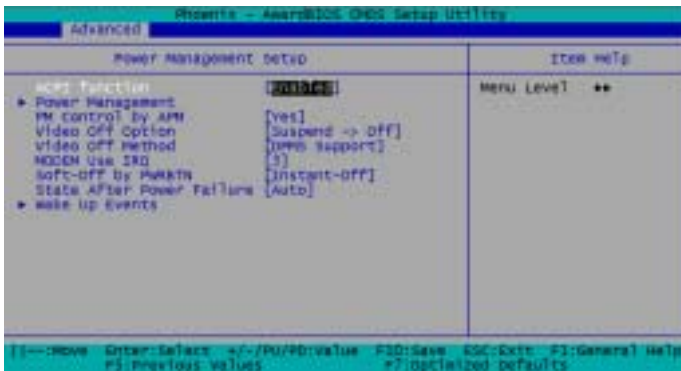 Phoenix - AwardBIOS CMOS Setup Utility
Advanced
Power Management Setup
Item Help
ACPI function [Enabled]
Menu Level ▸▸
▸ Power Management
PM Control by APM [Yes]
Video Off Option [Suspend -> Off]
Video Off Method [DPMS Support]
MODEM Use IRQ [3]
Soft-Off by PWRBTN [Instant-Off]
State After Power Failure [Auto]
▸ Wake Up Events
:Move Enter:Select +/-/PU/PD:Value F10:Save ESC:Exit F1:General Help
F5:Previous Values F7:Optimized Defaults